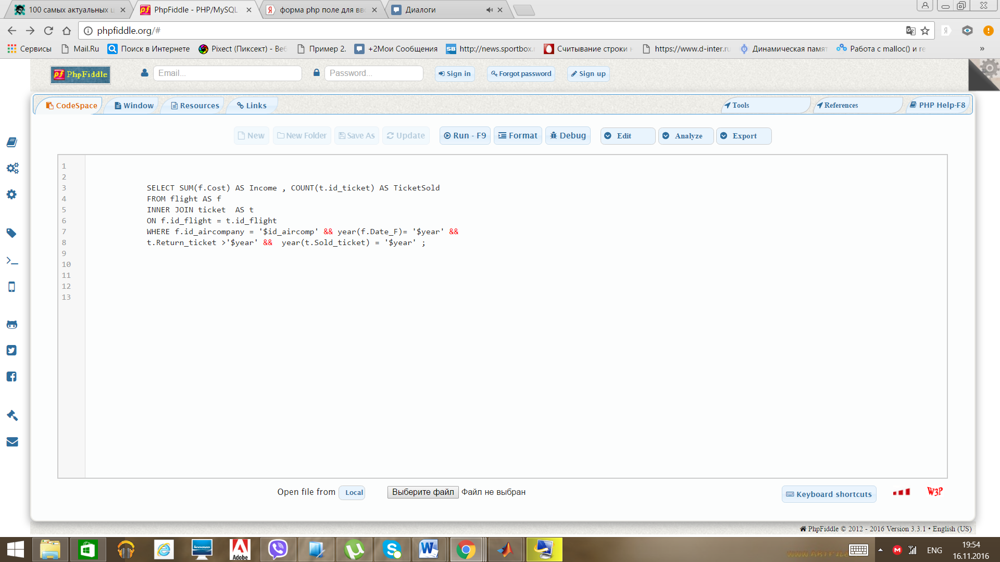 100 самых актуальных
PhpFiddle - PHP/MySQL
форма php поле для
Диалоги
phpfiddle.org/#
Сервисы
Mail.Ru
Поиск в Интернете
Pixect (Пиксект) - Веб
Пример 2.
+2Мои Сообщения
http://news.sportbox.r
Считывание строки
https://www.d-inter.ru
Динамическая памят
Работа с malloc() и re
»
PhpFiddle
Email...
Password...
Sign in
Forgot password
Sign up
CodeSpace
Window
Resources
Links
Tools
References
PHP Help-F8
New
New Folder
Save As
Update
Run - F9
Format
Debug
Edit
Analyze
Export
1
2
3 SELECT SUM(f.Cost) AS Income , COUNT(t.id_ticket) AS TicketSold
4 FROM flight AS f
5 INNER JOIN ticket  AS t
6 ON f.id_flight = t.id_flight
7 WHERE f.id_aircompany = '$id_aircomp' && year(f.Date_F)= '$year' &&
8 t.Return_ticket >'$year' &&  year(t.Sold_ticket) = '$year' ;
9
10
11
12
13
Open file from
Local
Выберите файл
Файл не выбран
Keyboard shortcuts
W3P
PhpFiddle © 2012 - 2016 Version 3.3.1 • English (US)
Adobe
lenovo
ENG
19:54
16.11.2016